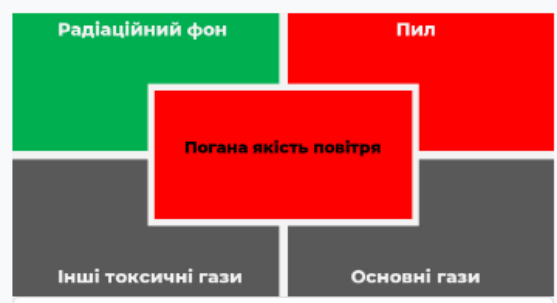 Радіаційний фон
Пил
Погана якість повітря
Інші токсичні гази
Основні гази